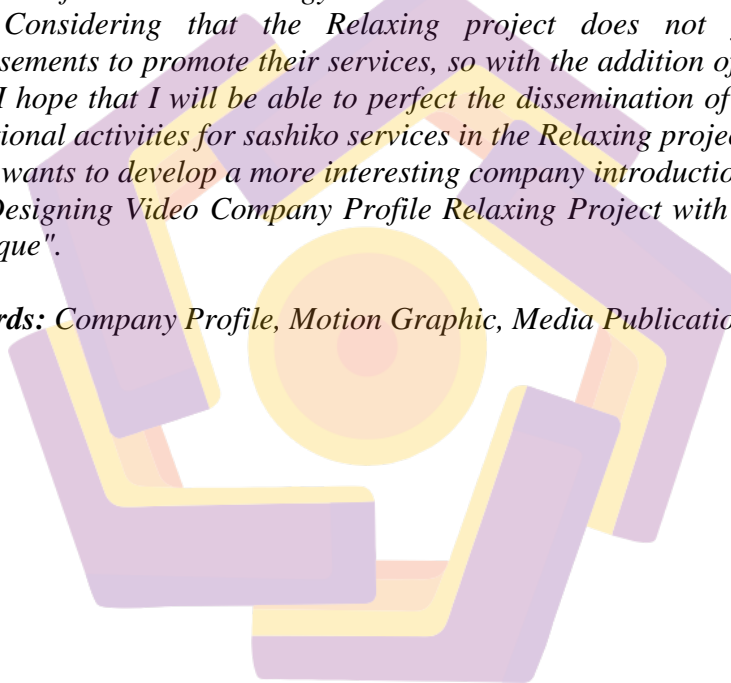 Considering that the Relaxing project does not
sements to promote their services, so with the addition of
I hope that I will be able to perfect the dissemination of
ional activities for sashiko services in the Relaxing projec
wants to develop a more interesting company introductio
Designing Video Company Profile Relaxing Project with
que".
rds: Company Profile, Motion Graphic, Media Publicatio